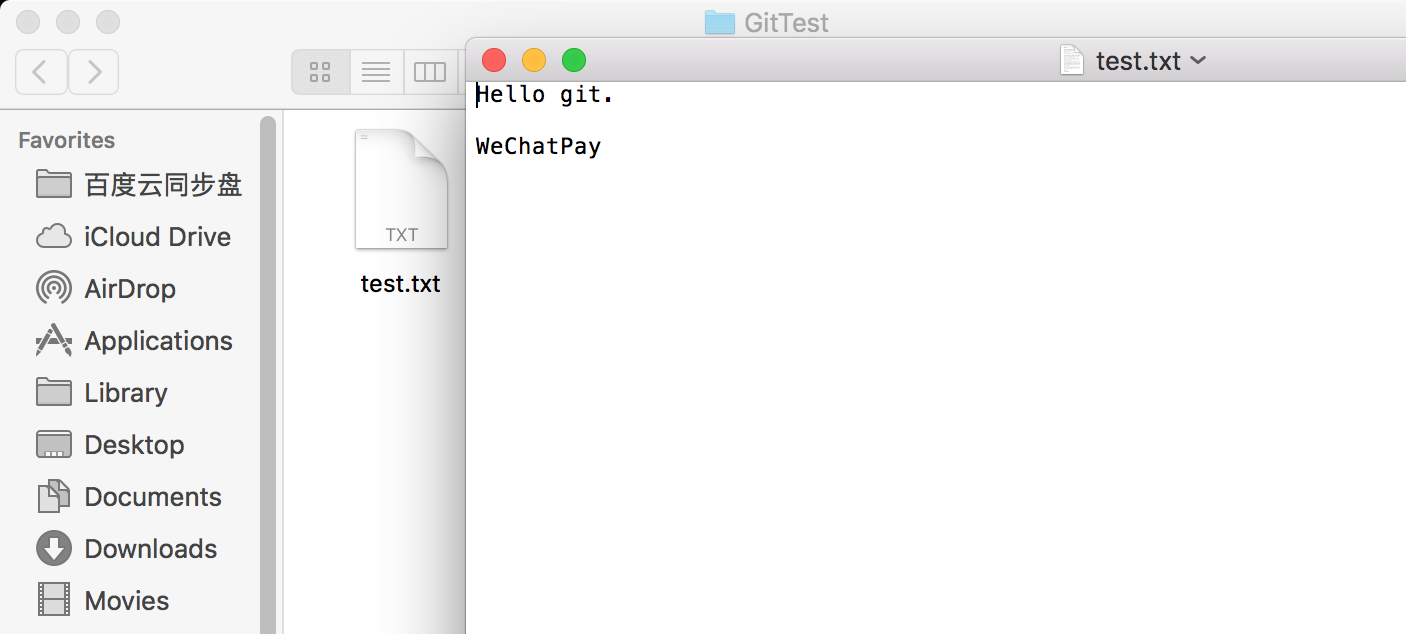 GitTest
test.txt
Hello git.
WeChatPay
Favorites
百度云同步盘
iCloud Drive
AirDrop
Applications
Library
Desktop
Documents
Downloads
Movies
TXT
test.txt